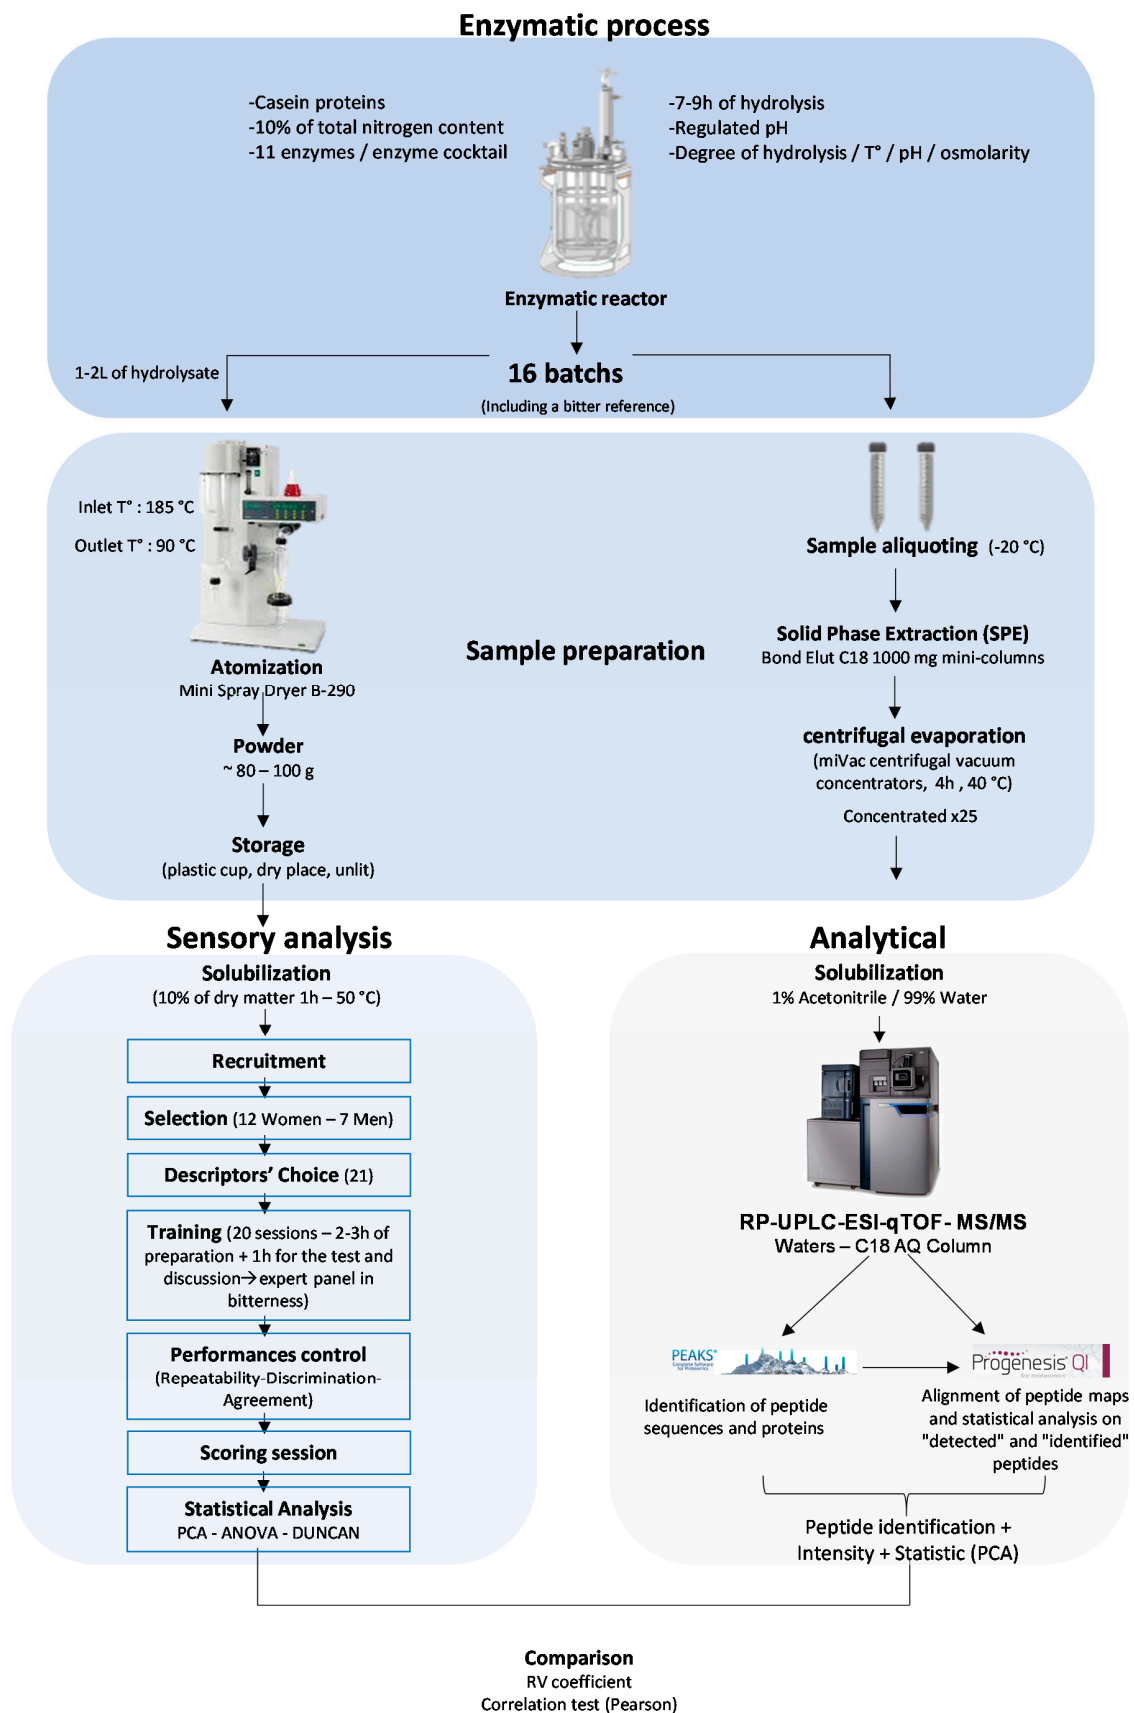 Enzymatic process
-Casein proteins
-10% of total nitrogen content
-11 enzymes / enzyme cocktail
-7-9h of hydrolysis
-Regulated pH
-Degree of hydrolysis / T° / pH / osmolarity
Enzymatic reactor
1-2L of hydrolysate
16 batchs
(Including a bitter reference)
Inlet T° : 185 °C
Outlet T° : 90 °C
Atomization
Mini Spray Dryer B-290
Powder
~ 80 – 100 g
Storage
(plastic cup, dry place, unlit)
Sample preparation
Sample aliquoting (-20 °C)
Solid Phase Extraction (SPE)
Bond Elut C18 1000 mg mini-columns
centrifugal evaporation
(miVac centrifugal vacuum
concentrators, 4h , 40 °C)
Concentrated x25
Sensory analysis
Solubilization
(10% of dry matter 1h – 50 °C)
Recruitment
Selection (12 Women – 7 Men)
Descriptors’ Choice (21)
Training (20 sessions – 2-3h of
preparation + 1h for the test and
discussion→expert panel in
bitterness)
Performances control
(Repeatability-Discrimination-
Agreement)
Scoring session
Statistical Analysis
PCA - ANOVA - DUNCAN
Analytical
Solubilization
1% Acetonitrile / 99% Water
RP-UPLC-ESI-qTOF- MS/MS
Waters – C18 AQ Column
PEAKS
Complete Software
for Proteomics
Identification of peptide
sequences and proteins
Progenesis QI
for proteomics
Alignment of peptide maps
and statistical analysis on
"detected" and "identified"
peptides
Peptide identification +
Intensity + Statistic (PCA)
Comparison
RV coefficient
Correlation test (Pearson)